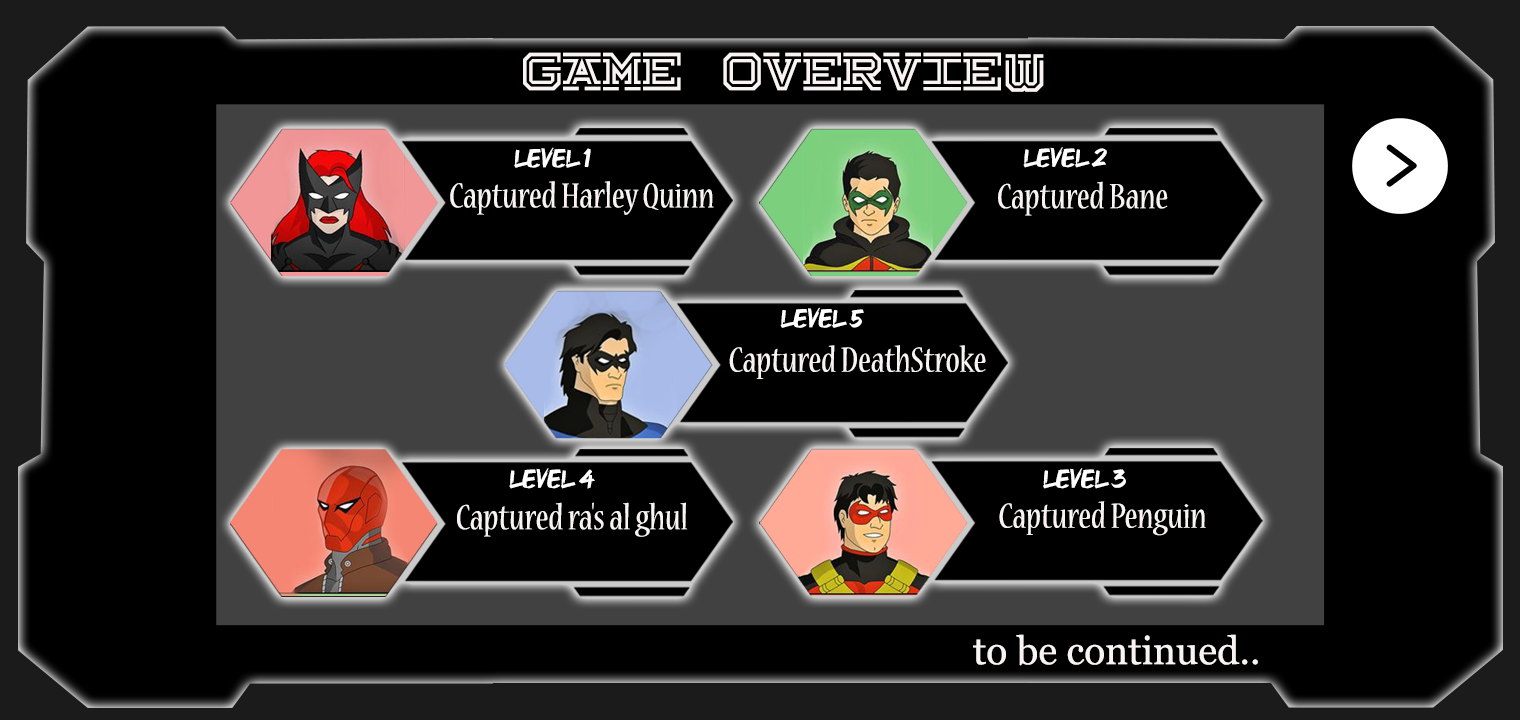 GAME OVERVIEW
LEVEL 1
Captured Harley Quinn
LEVEL 2
Captured Bane
LEVEL 5
Captured DeathStroke
LEVEL 4
Captured ra's al ghul
LEVEL 3
Captured Penguin
to be continued..